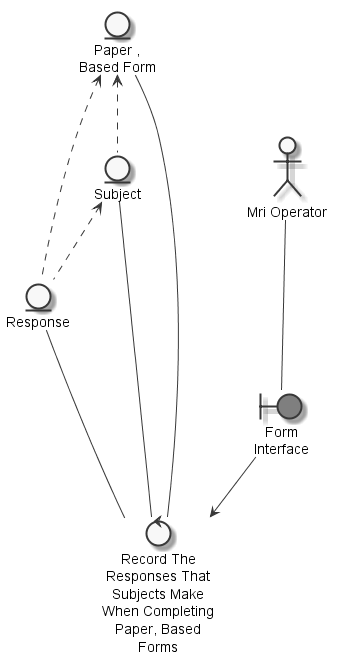 Paper ,
Based Form
Subject
Mri Operator
Response
Form
Interface
Record The
Responses That
Subjects Make
When Completing
Paper, Based
Forms